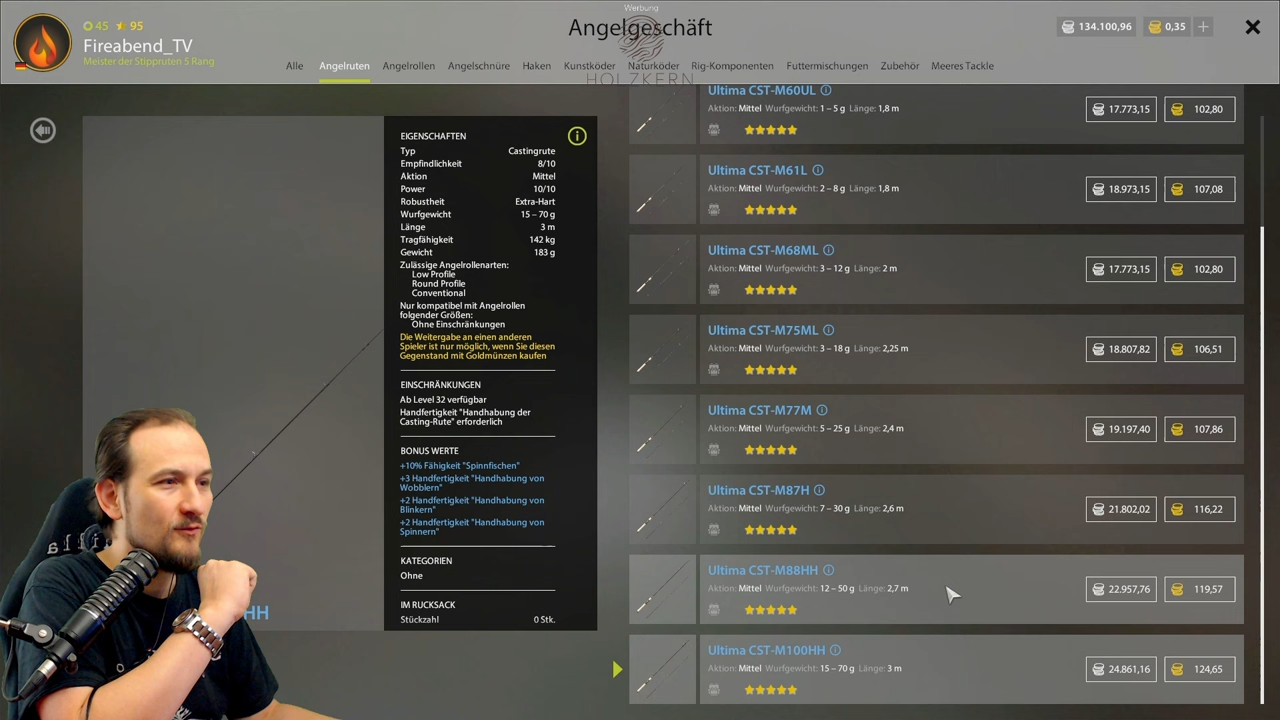 Werbung
Angelgeschäft
HOLZKERN
45 95
Fireabend_TV
Meister der Stippruten 5 Rang
134.100,96
0,35
Alle Angelruten Angelrollen Angelschnüre Haken Kunstköder Naturköder Rig-Komponenten Futtermischungen Zubehör Meeres Tackle
EIGENSCHAFTEN
Typ Castingrute
Empfindlichkeit 8/10
Aktion Mittel
Power 10/10
Robustheit Extra-Hart
Wurfgewicht 15 – 70 g
Länge 3 m
Tragfähigkeit 142 kg
Gewicht 183 g
Zulässige Angelrollenarten:
Low Profile
Round Profile
Conventional
Nur kompatibel mit Angelrollen
folgender Größen:
Ohne Einschränkungen
Die Weitergabe an einen anderen
Spieler ist nur möglich, wenn Sie diesen
Gegenstand mit Goldmünzen kaufen
EINSCHRÄNKUNGEN
Ab Level 32 verfügbar
Handfertigkeit "Handhabung der
Casting-Rute" erforderlich
BONUS WERTE
+10% Fähigkeit "Spinnfischen"
+3 Handfertigkeit "Handhabung von
Wobblern"
+2 Handfertigkeit "Handhabung von
Blinkern"
+2 Handfertigkeit "Handhabung von
Spinnern"
KATEGORIEN
Ohne
IM RUCKSACK
Stückzahl 0 Stk.
HH
Ultima CST-M60UL
Aktion: Mittel Wurfgewicht: 1 – 5 g Länge: 1,8 m
17.773,15 102,80
Ultima CST-M61L
Aktion: Mittel Wurfgewicht: 2 – 8 g Länge: 1,8 m
18.973,15 107,08
Ultima CST-M68ML
Aktion: Mittel Wurfgewicht: 3 – 12 g Länge: 2 m
17.773,15 102,80
Ultima CST-M75ML
Aktion: Mittel Wurfgewicht: 3 – 18 g Länge: 2,25 m
18.807,82 106,51
Ultima CST-M77M
Aktion: Mittel Wurfgewicht: 5 – 25 g Länge: 2,4 m
19.197,40 107,86
Ultima CST-M87H
Aktion: Mittel Wurfgewicht: 7 – 30 g Länge: 2,6 m
21.802,02 116,22
Ultima CST-M88HH
Aktion: Mittel Wurfgewicht: 12 – 50 g Länge: 2,7 m
22.957,76 119,57
Ultima CST-M100HH
Aktion: Mittel Wurfgewicht: 15 – 70 g Länge: 3 m
24.861,16 124,65